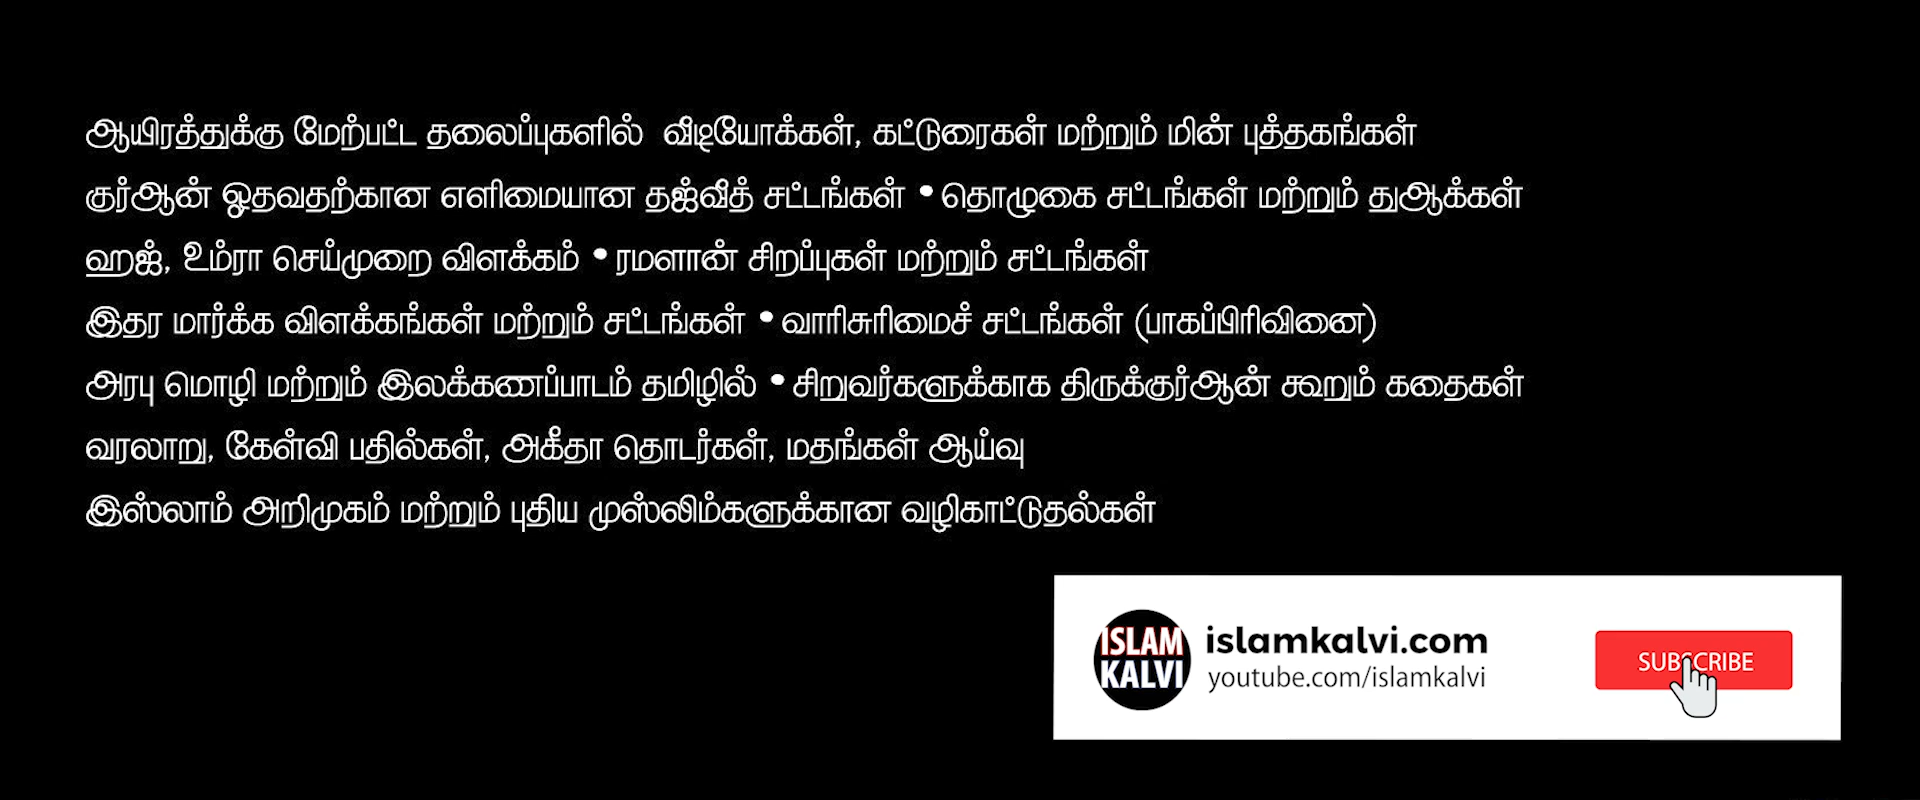 ஆயிரத்துக்கு மேற்பட்ட தலைப்புகளில் வீடியோக்கள், கட்டுரைகள் மற்றும் மின் புத்தகங்கள்
குர்ஆன் ஓதவதற்கான எளிமையான தஜ்வீத் சட்டங்கள் • தொழுகை சட்டங்கள் மற்றும் துஆக்கள்
ஹஜ், உம்ரா செய்முறை விளக்கம் • ரமளான் சிறப்புகள் மற்றும் சட்டங்கள்
இதர மார்க்க விளக்கங்கள் மற்றும் சட்டங்கள் • வாரிசுரிமைச் சட்டங்கள் (பாகப்பிரிவினை)
அரபு மொழி மற்றும் இலக்கணப்பாடம் தமிழில் • சிறுவர்களுக்காக திருக்குர்ஆன் கூறும் கதைகள்
வரலாறு, கேள்வி பதில்கள், அகீதா தொடர்கள், மதங்கள் ஆய்வு
இஸ்லாம் அறிமுகம் மற்றும் புதிய முஸ்லிம்களுக்கான வழிகாட்டுதல்கள்
ISLAM
KALVI
islamkalvi.com
youtube.com/islamkalvi
SUBSCRIBE